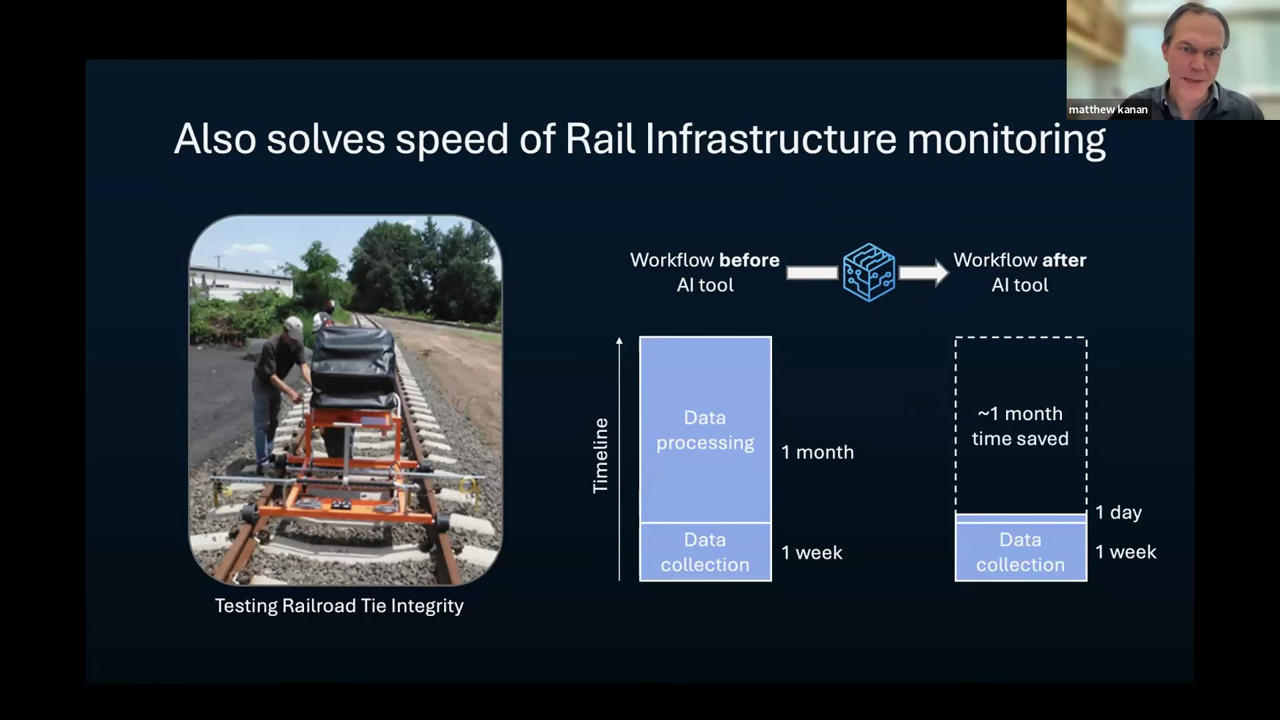 matthew kanan
Also solves speed of Rail Infrastructure monitoring
Workflow before
AI tool
Workflow after
AI tool
Timeline
Data
processing
1 month
Data
collection
1 week
~1 month
time saved
1 day
Data
collection
1 week
Testing Railroad Tie Integrity